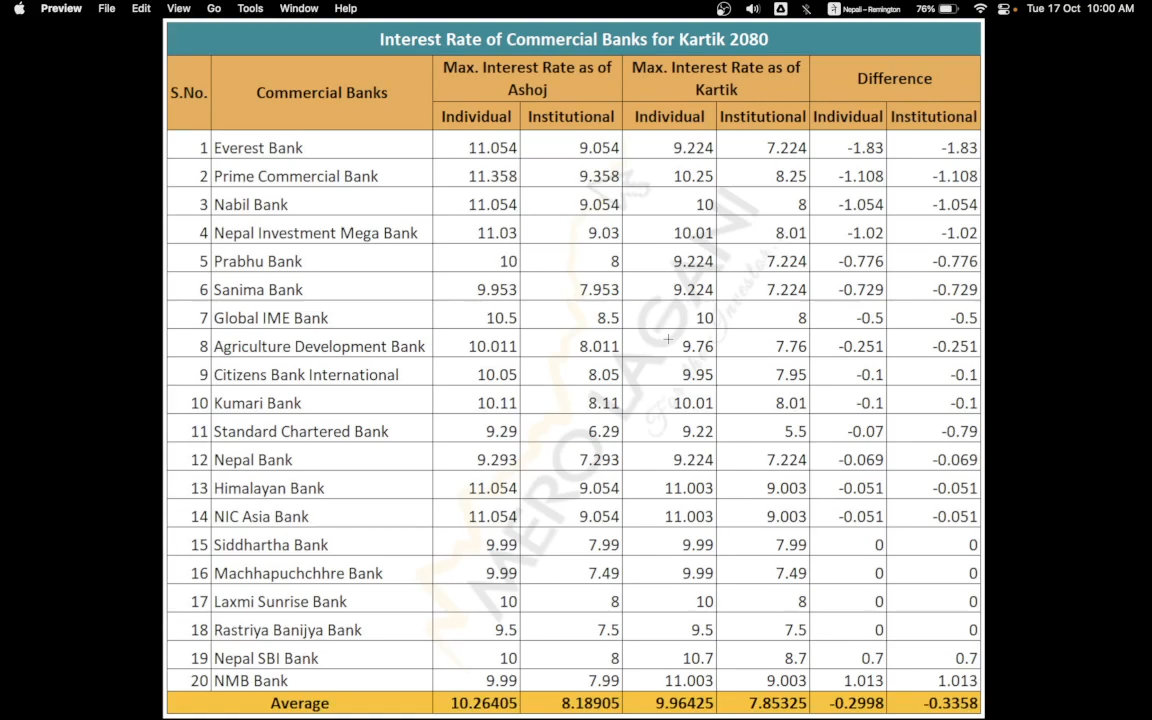 Preview File Edit View Go Tools Window Help Nepali – Remington 76% Tue 17 Oct 10:00 AM
Interest Rate of Commercial Banks for Kartik 2080
S.No. Commercial Banks Max. Interest Rate as of Ashoj Max. Interest Rate as of Kartik Difference
Individual Institutional Individual Institutional Individual Institutional
1 Everest Bank 11.054 9.054 9.224 7.224 -1.83 -1.83
2 Prime Commercial Bank 11.358 9.358 10.25 8.25 -1.108 -1.108
3 Nabil Bank 11.054 9.054 10 8 -1.054 -1.054
4 Nepal Investment Mega Bank 11.03 9.03 10.01 8.01 -1.02 -1.02
5 Prabhu Bank 10 8 9.224 7.224 -0.776 -0.776
6 Sanima Bank 9.953 7.953 9.224 7.224 -0.729 -0.729
7 Global IME Bank 10.5 8.5 10 8 -0.5 -0.5
8 Agriculture Development Bank 10.011 8.011 9.76 7.76 -0.251 -0.251
9 Citizens Bank International 10.05 8.05 9.95 7.95 -0.1 -0.1
10 Kumari Bank 10.11 8.11 10.01 8.01 -0.1 -0.1
11 Standard Chartered Bank 9.29 6.29 9.22 5.5 -0.07 -0.79
12 Nepal Bank 9.293 7.293 9.224 7.224 -0.069 -0.069
13 Himalayan Bank 11.054 9.054 11.003 9.003 -0.051 -0.051
14 NIC Asia Bank 11.054 9.054 11.003 9.003 -0.051 -0.051
15 Siddhartha Bank 9.99 7.99 9.99 7.99 0 0
16 Machhapuchchhre Bank 9.99 7.49 9.99 7.49 0 0
17 Laxmi Sunrise Bank 10 8 10 8 0 0
18 Rastriya Banijya Bank 9.5 7.5 9.5 7.5 0 0
19 Nepal SBI Bank 10 8 10.7 8.7 0.7 0.7
20 NMB Bank 9.99 7.99 11.003 9.003 1.013 1.013
Average 10.26405 8.18905 9.96425 7.85325 -0.2998 -0.3358
MERO LAGANI
For the Investor.